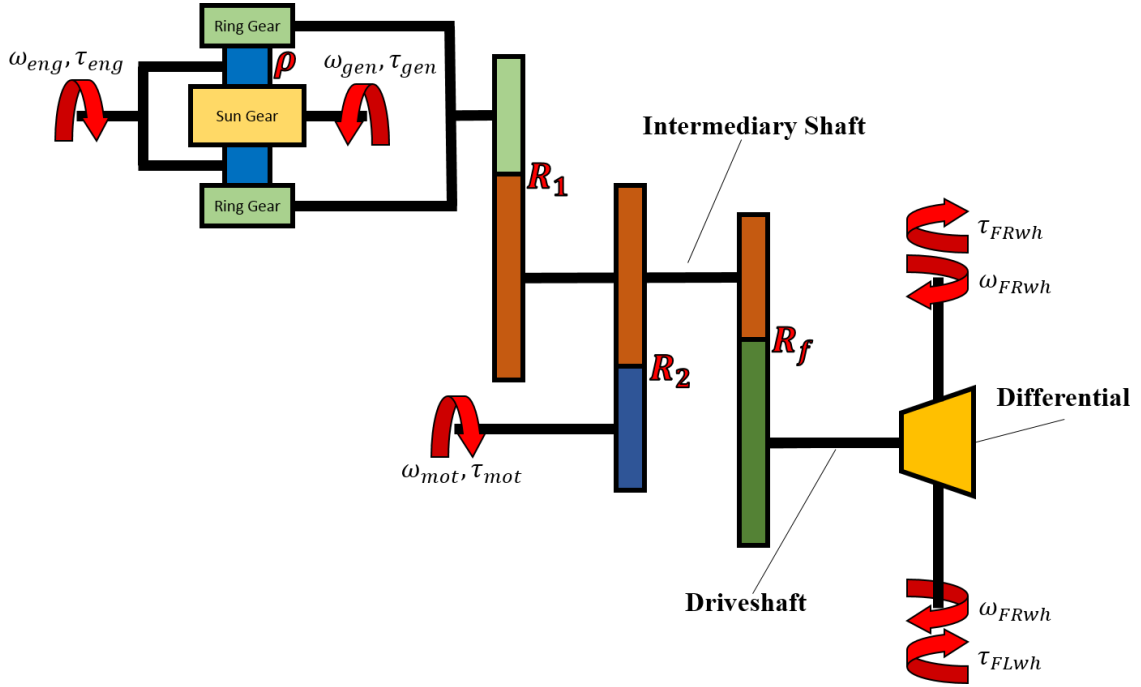 Ring Gear
ω_eng, τ_eng
ρ
ω_gen, τ_gen
Sun Gear
Ring Gear
Intermediary Shaft
R_1
τ_FRwh
ω_FRwh
R_f
R_2
Differential
ω_mot, τ_mot
Driveshaft
ω_FRwh
τ_FLwh